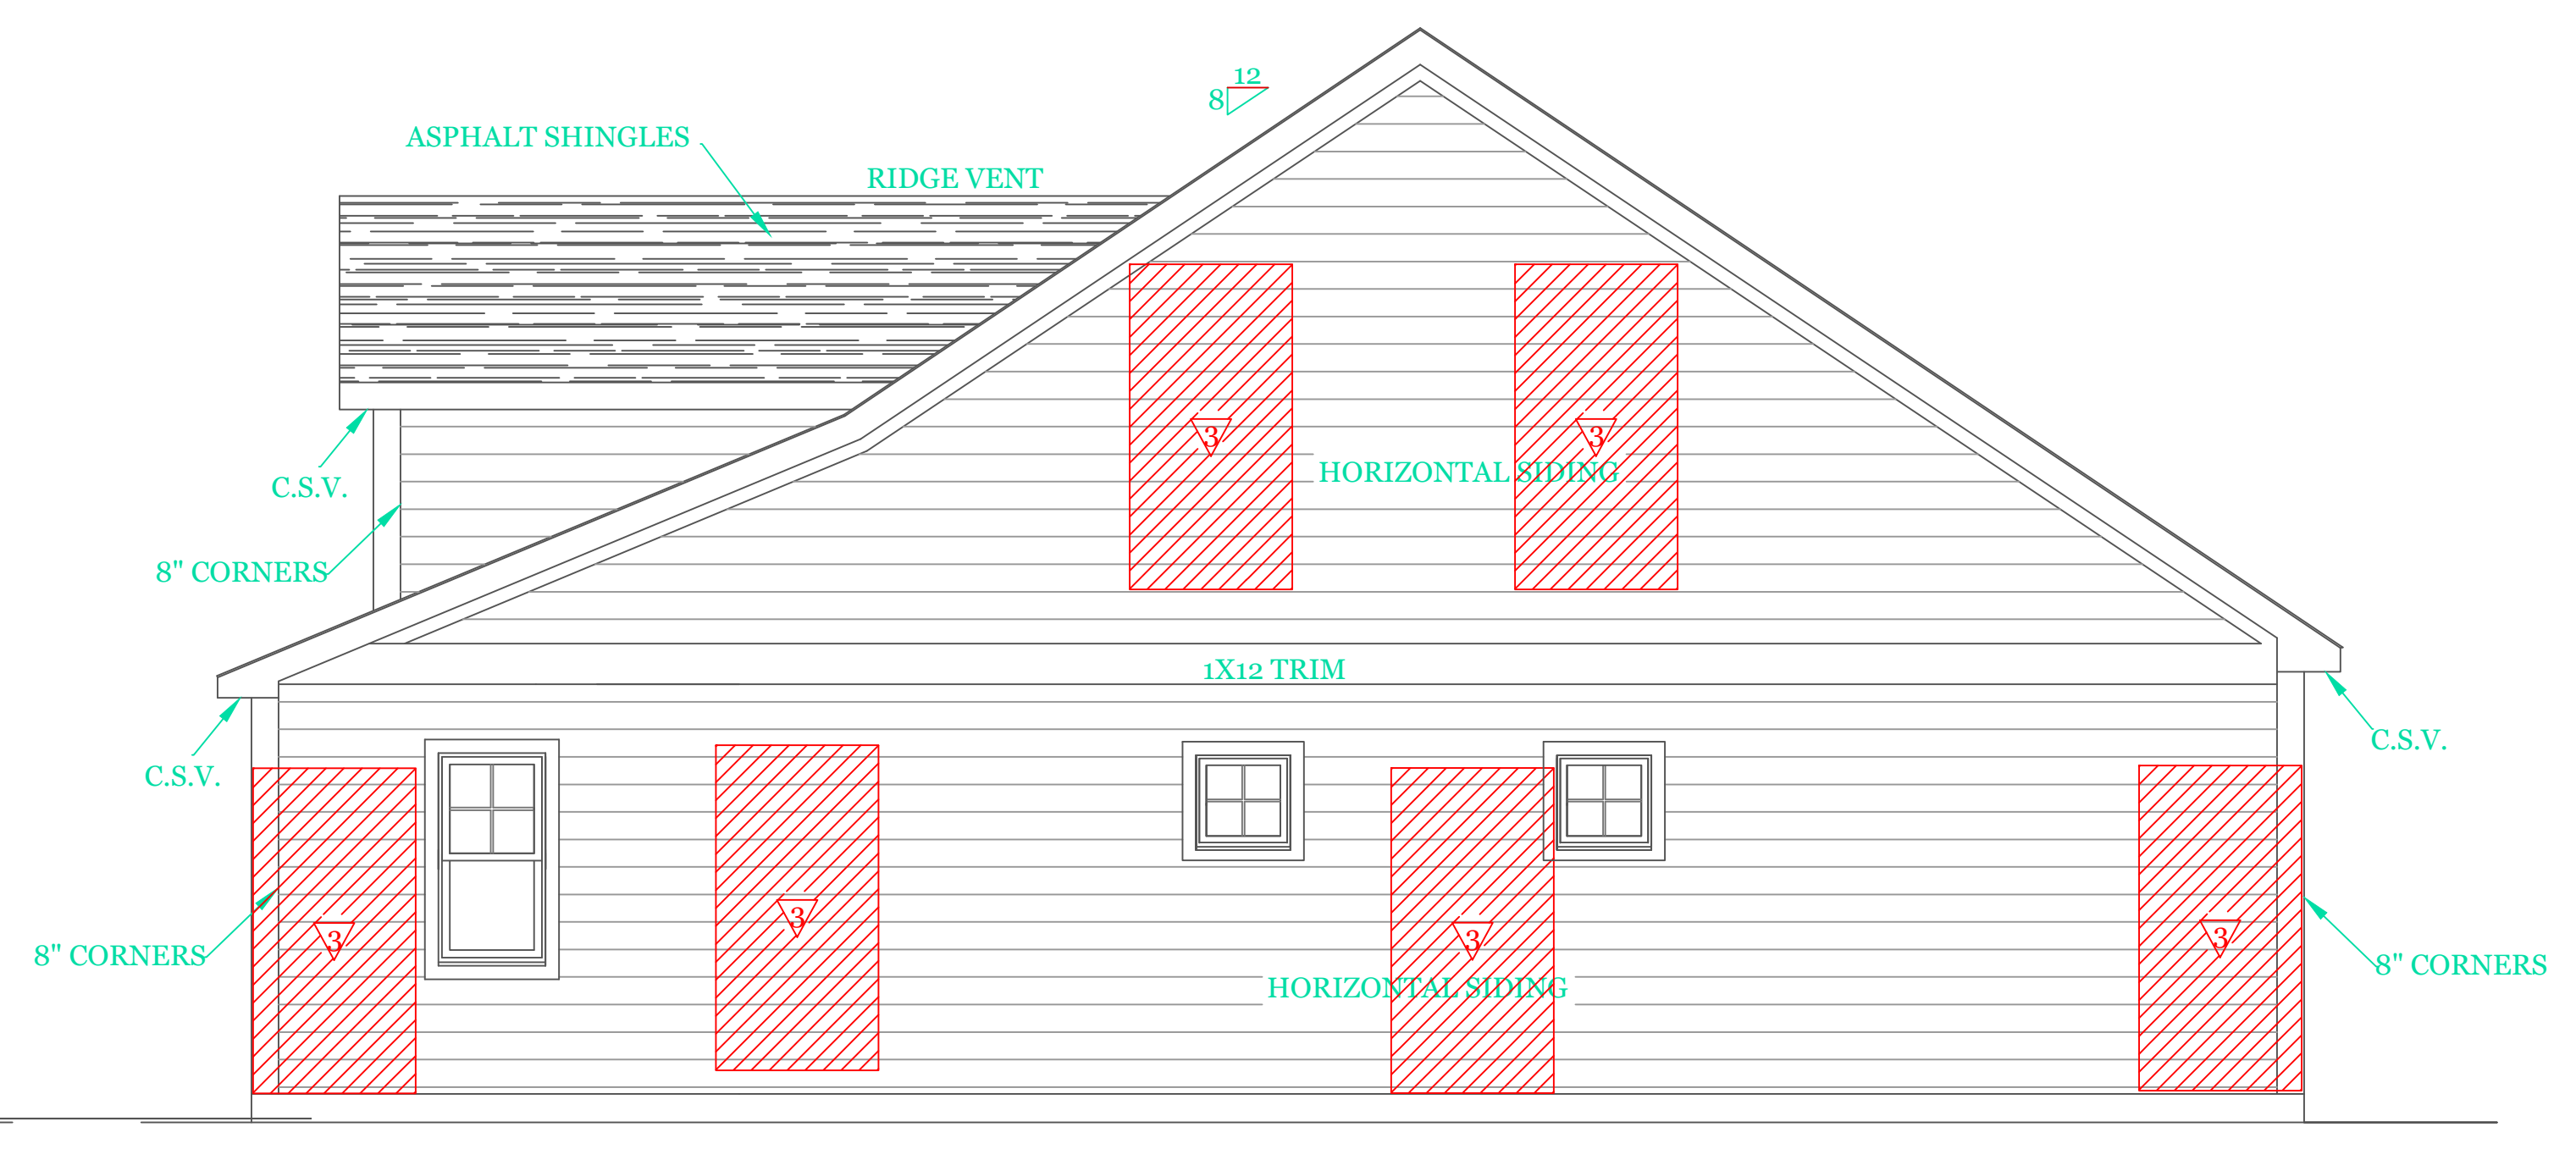 12
8
ASPHALT SHINGLES
RIDGE VENT
3
3
HORIZONTAL SIDING
C.S.V.
8" CORNERS
1X12 TRIM
C.S.V.
C.S.V.
3
3
3
3
8" CORNERS
8" CORNERS
HORIZONTAL SIDING